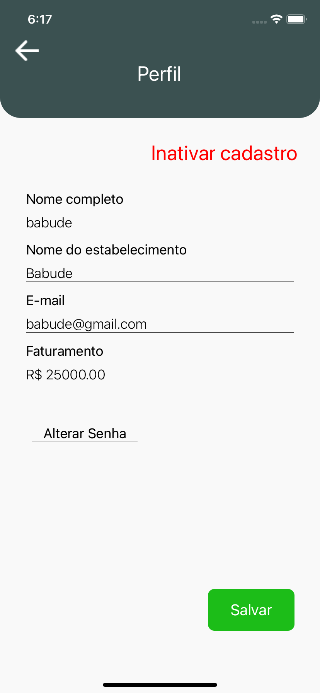 6:17
Perfil
Inativar cadastro
Nome completo
babude
Nome do estabelecimento
Babude
E-mail
babude@gmail.com
Faturamento
R$ 25000.00
Alterar Senha
Salvar